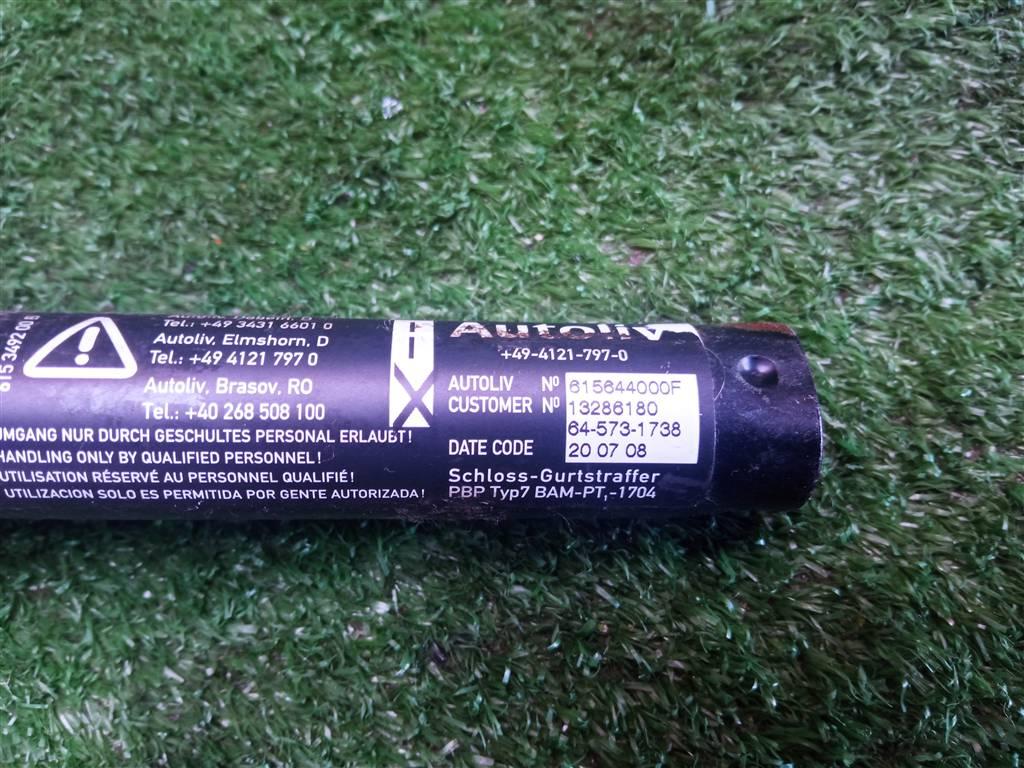 615 3492 00 B
Tel.: +49 3431 6601 0
Autoliv, Elmshorn, D
Tel.: +49 4121 797 0
Autoliv, Brasov, RO
Tel.: +40 268 508 100
UMGANG NUR DURCH GESCHULTES PERSONAL ERLAUBT!
HANDLING ONLY BY QUALIFIED PERSONNEL!
UTILISATION RÉSERVÉ AU PERSONNEL QUALIFIÉ!
UTILIZACION SOLO ES PERMITIDA POR GENTE AUTORIZADA!
Autoliv
+49-4121-797-0
AUTOLIV Nº 615644000F
CUSTOMER Nº 13286180
64-573-1738
DATE CODE 20 07 08
Schloss-Gurtstraffer
PBP Typ7 BAM-PT,-1704